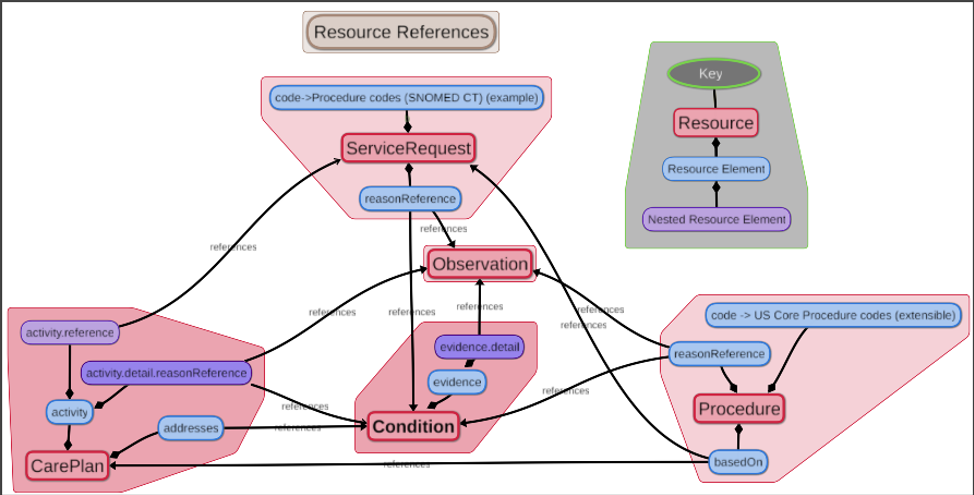 Resource References
Key
Resource
Resource Element
Nested Resource Element
code->Procedure codes (SNOMED CT) (example)
ServiceRequest
reasonReference
references
references
Observation
references
references
references
references
references
activity.reference
activity.detail.reasonReference
activity
addresses
CarePlan
evidence.detail
evidence
Condition
references
references
references
code -> US Core Procedure codes (extensible)
reasonReference
Procedure
basedOn
references